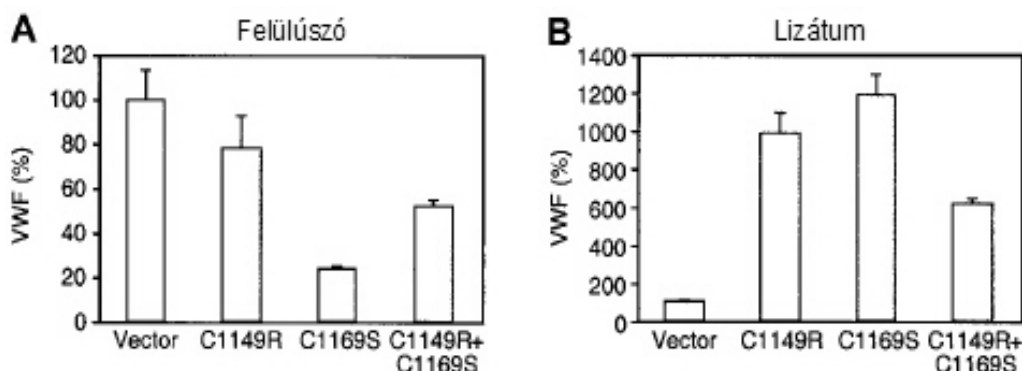 A
Felülúszó
VWF (%)
120
100
80
60
40
20
0
Vector
C1149R
C1169S
C1149R+
C1169S
B
Lizátum
VWF (%)
1400
1200
1000
800
600
400
200
0
Vector
C1149R
C1169S
C1149R+
C1169S